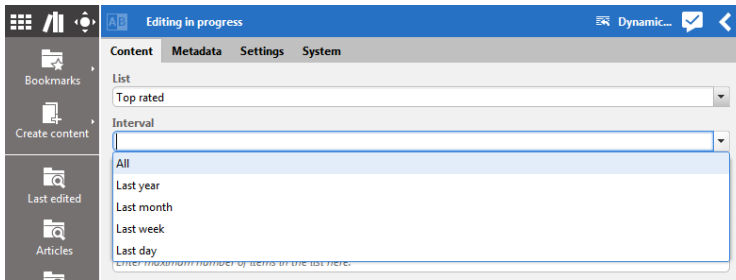 AB Editing in progress Dynamic...
Content Metadata Settings System
Bookmarks
List
Top rated
Create content
Interval
All
Last year
Last month
Last week
Last day
Last edited
Enter maximum number of items in the list here.
Articles